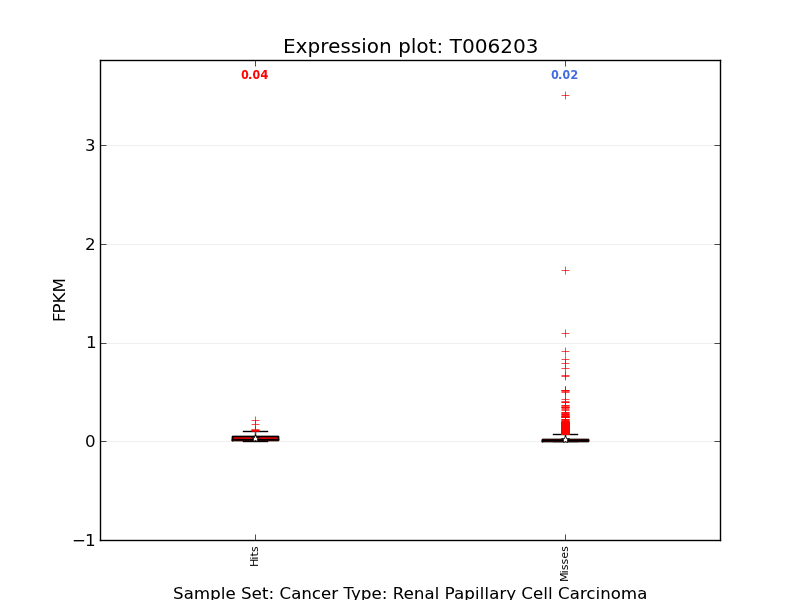 Expression plot: T006203
0.04
0.02
3
2
1
0
−1
FPKM
Hits
Misses
Sample Set: Cancer Type: Renal Papillary Cell Carcinoma